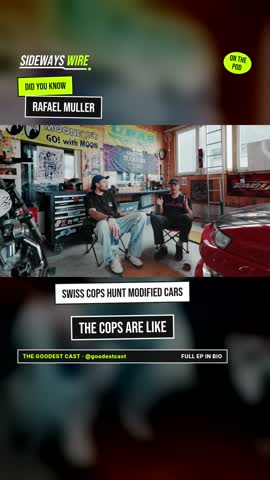 SIDEWAYS WIRE.
ON THE POD
DID YOU KNOW
RAFAEL MULLER
MOONEYES
GO! with MOON
SWISS COPS HUNT MODIFIED CARS
THE COPS ARE LIKE
THE GOODEST CAST · @goodestcast
FULL EP IN BIO